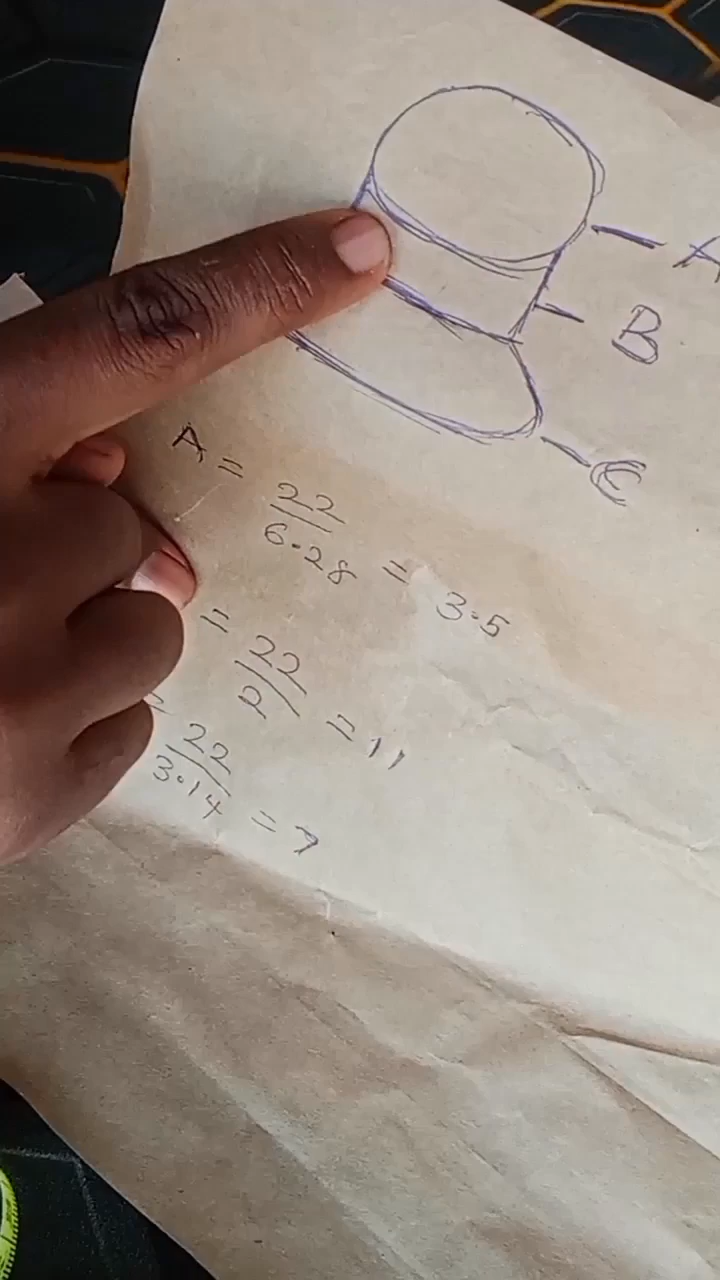 A
B
C
A = 22/6.28 = 3.5
= 22/2 = 11
22/3.14 = 7